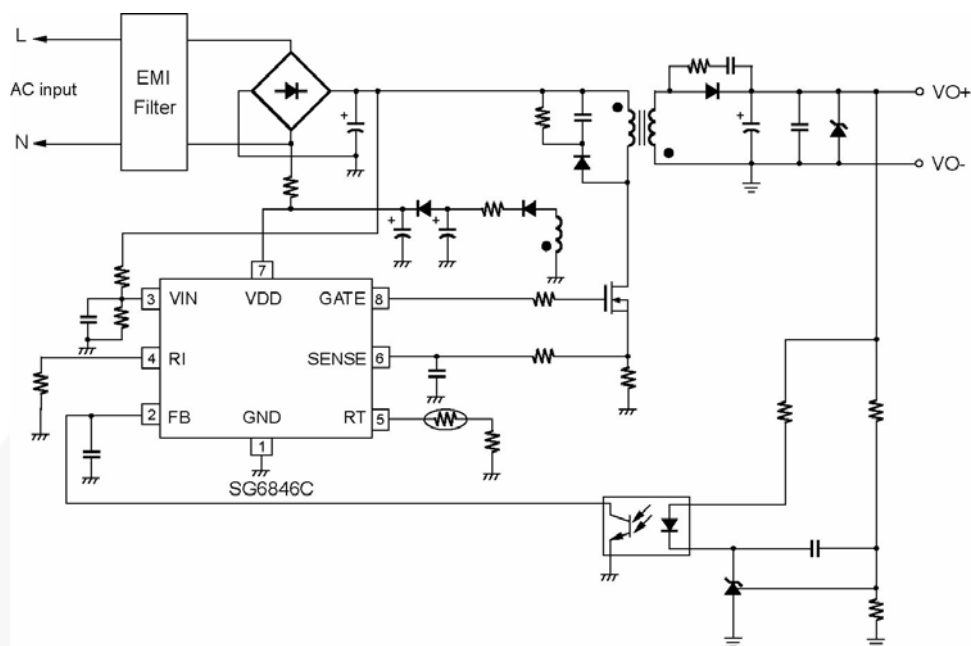 L
AC input
N
EMI
Filter
+
+
+
+
VO+
VO-
7
3 VIN VDD GATE 8
4 RI SENSE 6
2 FB GND RT 5
1
SG6846C